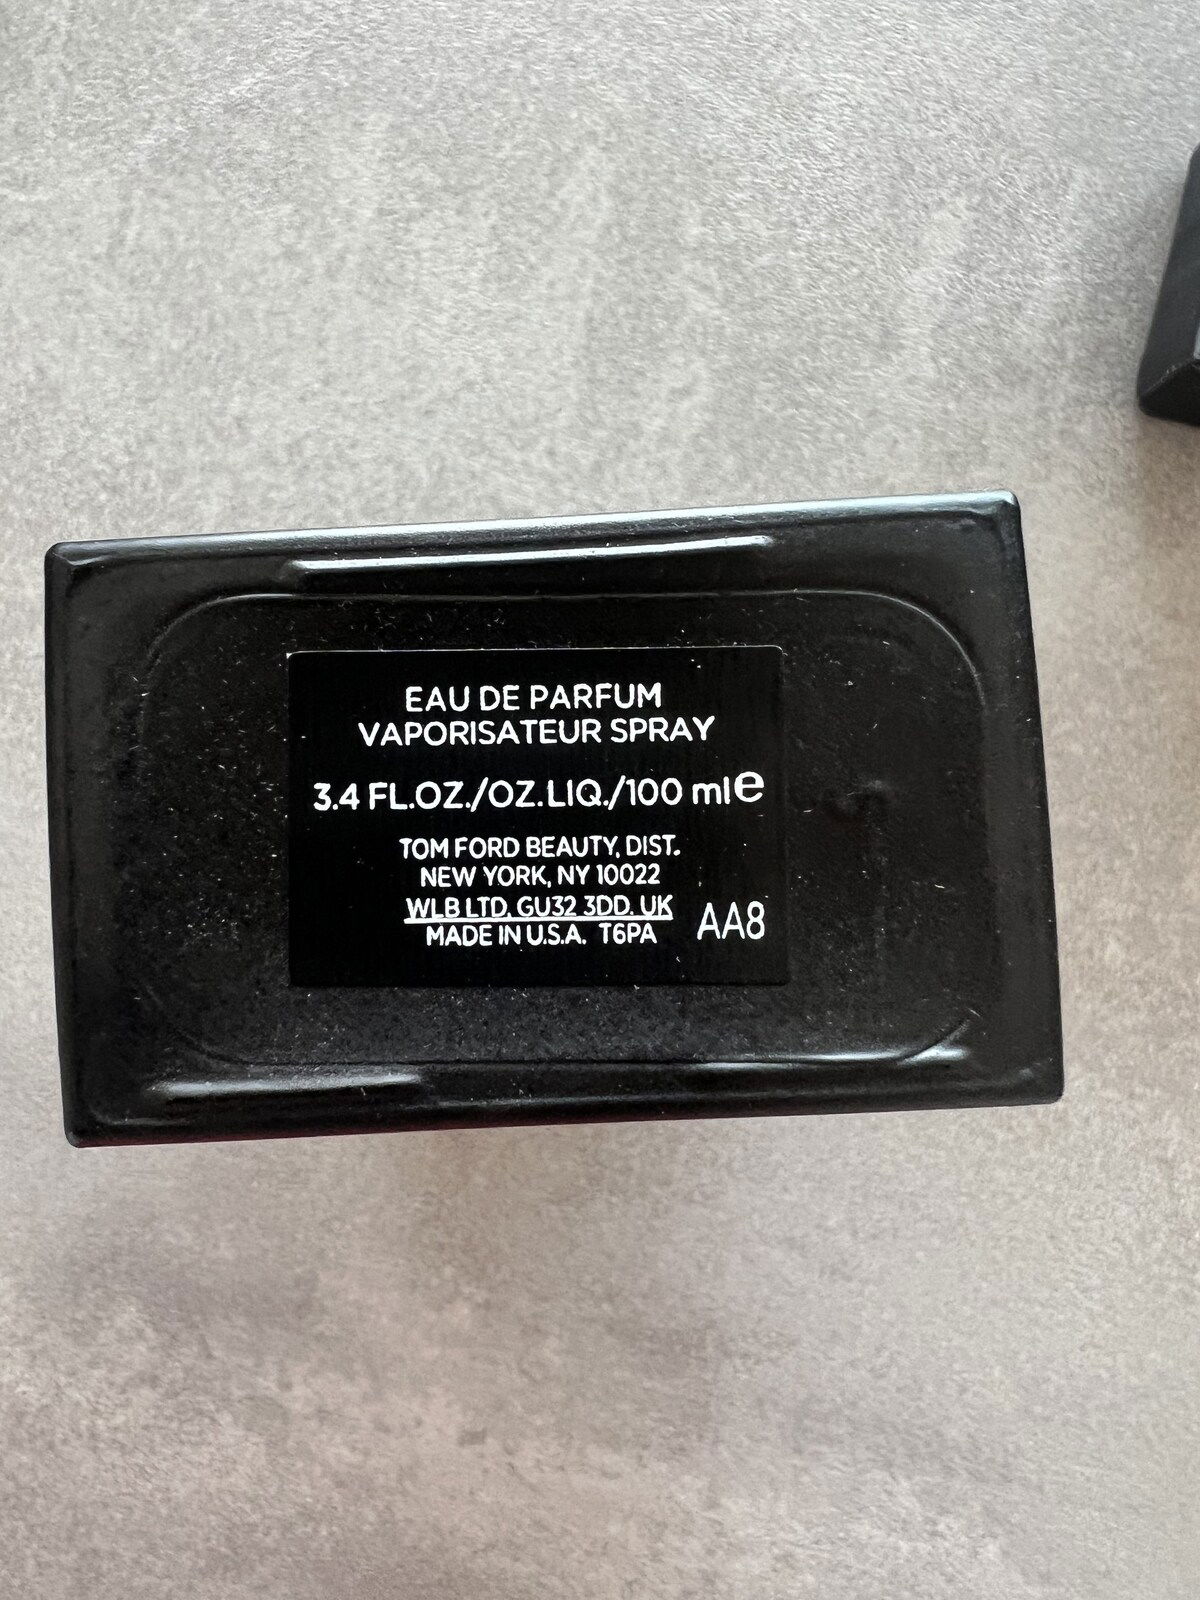 EAU DE PARFUM
VAPORISATEUR SPRAY
3.4 FL.OZ./OZ.LIQ./100 ml e
TOM FORD BEAUTY, DIST.
NEW YORK, NY 10022
WLB LTD, GU32 3DD, UK
MADE IN U.S.A. T6PA AA8